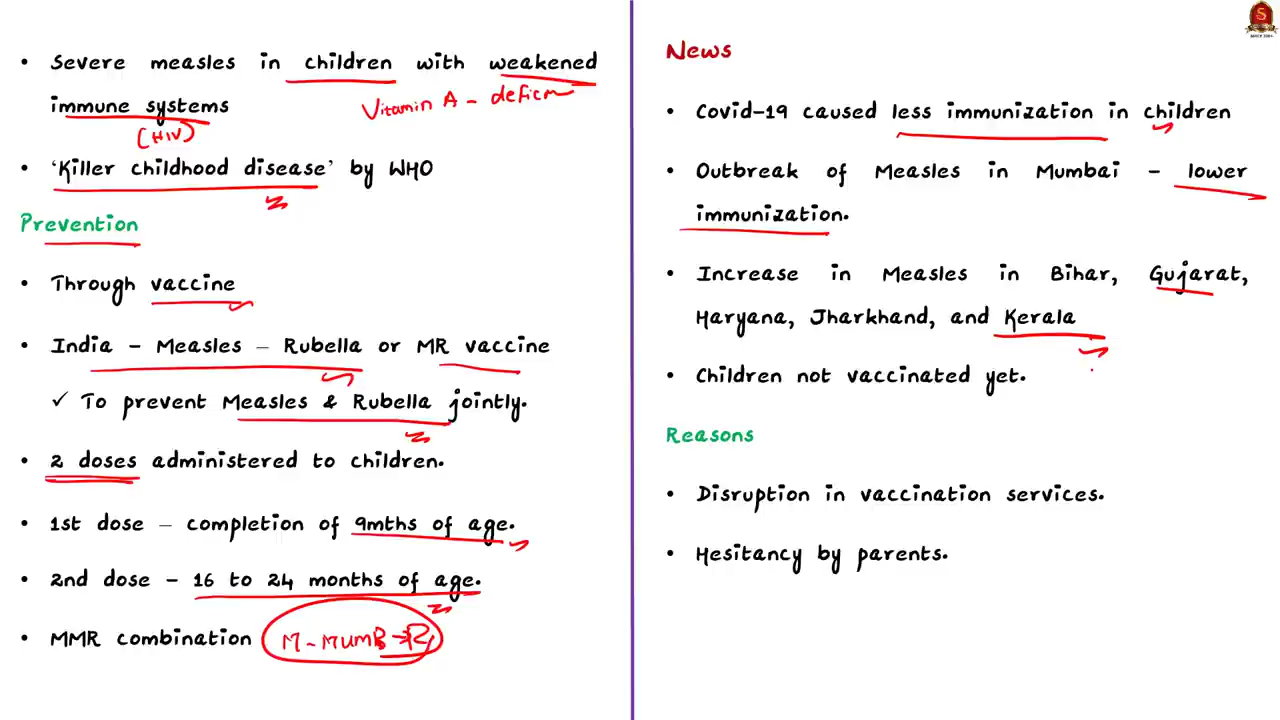 • Severe measles in children with weakened
immune systems
Vitamin A -
(HIV)
• 'Killer childhood disease' by WHO
Prevention
• Through vaccine
• India - Measles - Rubella or MR vaccine
✓ To prevent Measles & Rubella jointly.
• 2 doses administered to children.
• 1st dose - completion of 9mths of age.
• 2nd dose - 16 to 24 months of age.
• MMR combination M - MUMB → R
News
• Covid-19 caused less immunization in children
• Outbreak of Measles in Mumbai - lower
immunization.
• Increase in Measles in Bihar, Gujarat,
Haryana, Jharkhand, and Kerala
• Children not vaccinated yet.
Reasons
• Disruption in vaccination services.
• Hesitancy by parents.